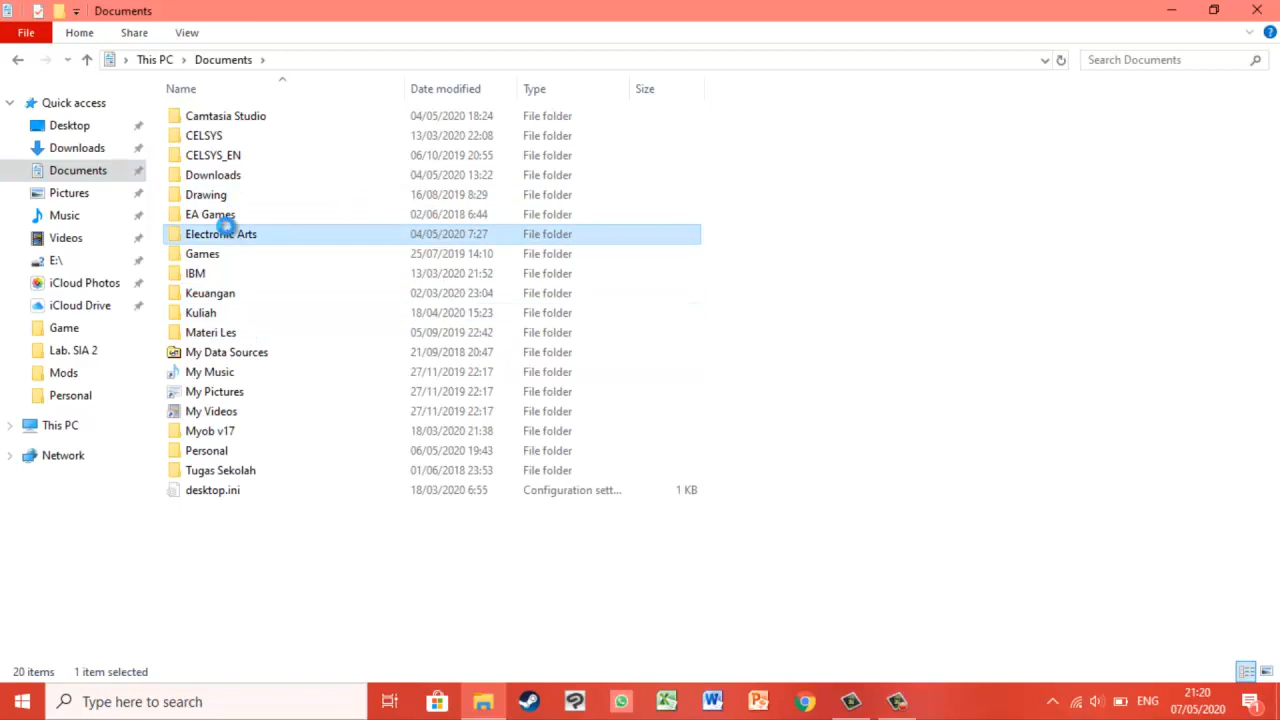 Documents
File Home Share View
This PC Documents
Search Documents
Name Date modified Type Size
Quick access
Desktop
Downloads
Documents
Pictures
Music
Videos
E:\
iCloud Photos
iCloud Drive
Game
Lab. SIA 2
Mods
Personal
This PC
Network
Camtasia Studio 04/05/2020 18:24 File folder
CELSYS 13/03/2020 22:08 File folder
CELSYS_EN 06/10/2019 20:55 File folder
Downloads 04/05/2020 13:22 File folder
Drawing 16/08/2019 8:29 File folder
EA Games 02/06/2018 6:44 File folder
Electronic Arts 04/05/2020 7:27 File folder
Games 25/07/2019 14:10 File folder
IBM 13/03/2020 21:52 File folder
Keuangan 02/03/2020 23:04 File folder
Kuliah 18/04/2020 15:23 File folder
Materi Les 05/09/2019 22:42 File folder
My Data Sources 21/09/2018 20:47 File folder
My Music 27/11/2019 22:17 File folder
My Pictures 27/11/2019 22:17 File folder
My Videos 27/11/2019 22:17 File folder
Myob v17 18/03/2020 21:38 File folder
Personal 06/05/2020 19:43 File folder
Tugas Sekolah 01/06/2018 23:53 File folder
desktop.ini 18/03/2020 6:55 Configuration sett... 1 KB
20 items 1 item selected
Type here to search
ENG
21:20
07/05/2020
1